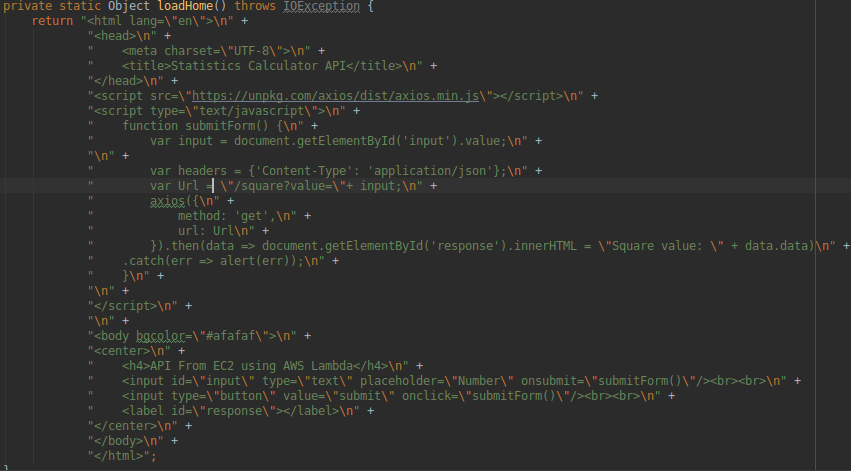 private static Object loadHome() throws IOException {
    return "<html lang=\"en\">\n" +
            "<head>\n" +
            "    <meta charset=\"UTF-8\">\n" +
            "    <title>Statistics Calculator API</title>\n" +
            "</head>\n" +
            "<script src=\"https://unpkg.com/axios/dist/axios.min.js\"></script>\n" +
            "<script type=\"text/javascript\">\n" +
            "    function submitForm() {\n" +
            "        var input = document.getElementById('input').value;\n" +
            "\n" +
            "        var headers = {'Content-Type': 'application/json'};\n" +
            "        var Url = \"/square?value=\"+ input;\n" +
            "        axios({\n" +
            "            method: 'get',\n" +
            "            url: Url\n" +
            "        }).then(data => document.getElementById('response').innerHTML = \"Square value: \" + data.data)\n" +
            "    .catch(err => alert(err));\n" +
            "    }\n" +
            "\n" +
            "</script>\n" +
            "\n" +
            "<body bgcolor=\"#afafaf\">\n" +
            "<center>\n" +
            "    <h4>API From EC2 using AWS Lambda</h4>\n" +
            "    <input id=\"input\" type=\"text\" placeholder=\"Number\" onsubmit=\"submitForm()\"/><br><br>\n" +
            "    <input type=\"button\" value=\"submit\" onclick=\"submitForm()\"/><br><br>\n" +
            "    <label id=\"response\"></label>\n" +
            "</center>\n" +
            "</body>\n" +
            "</html>";
}